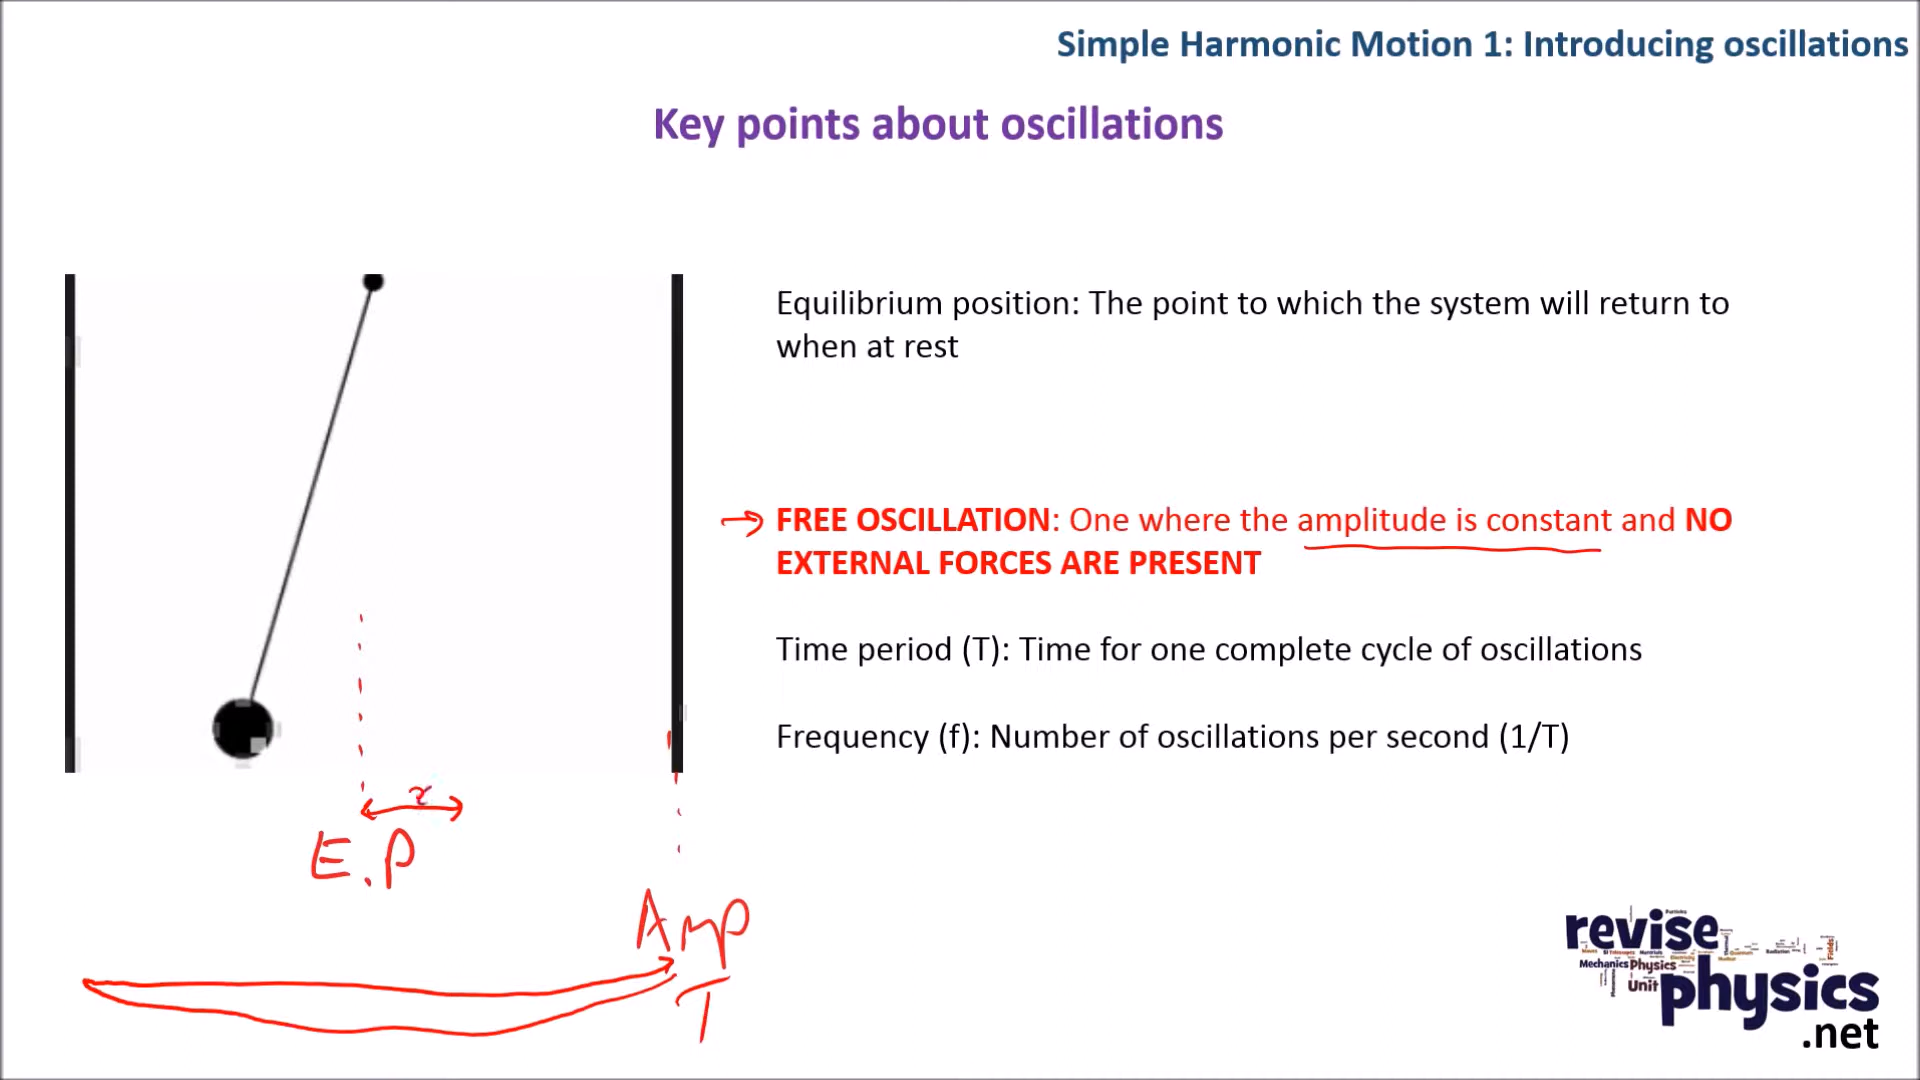 Simple Harmonic Motion 1: Introducing oscillations
Key points about oscillations
Equilibrium position: The point to which the system will return to
when at rest
FREE OSCILLATION: One where the amplitude is constant and NO
EXTERNAL FORCES ARE PRESENT
Time period (T): Time for one complete cycle of oscillations
Frequency (f): Number of oscillations per second (1/T)
x
E.P
Amp
T
revise
Mechanics Physics
Unit
physics
.net